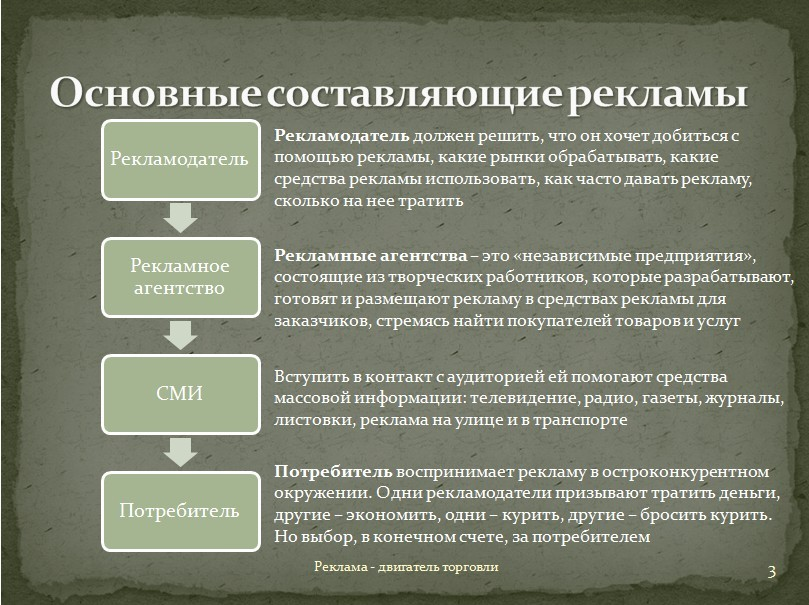 Основные составляющие рекламы
Рекламодатель
Рекламодатель должен решить, что он хочет добиться с
помощью рекламы, какие рынки обрабатывать, какие
средства рекламы использовать, как часто давать рекламу,
сколько на нее тратить
Рекламное
агентство
Рекламные агентства – это «независимые предприятия»,
состоящие из творческих работников, которые разрабатывают,
готовят и размещают рекламу в средствах рекламы для
заказчиков, стремясь найти покупателей товаров и услуг
СМИ
Вступить в контакт с аудиторией ей помогают средства
массовой информации: телевидение, радио, газеты, журналы,
листовки, реклама на улице и в транспорте
Потребитель
Потребитель воспринимает рекламу в остроконкурентном
окружении. Одни рекламодатели призывают тратить деньги,
другие – экономить, одни – курить, другие – бросить курить.
Но выбор, в конечном счете, за потребителем
Реклама - двигатель торговли
3